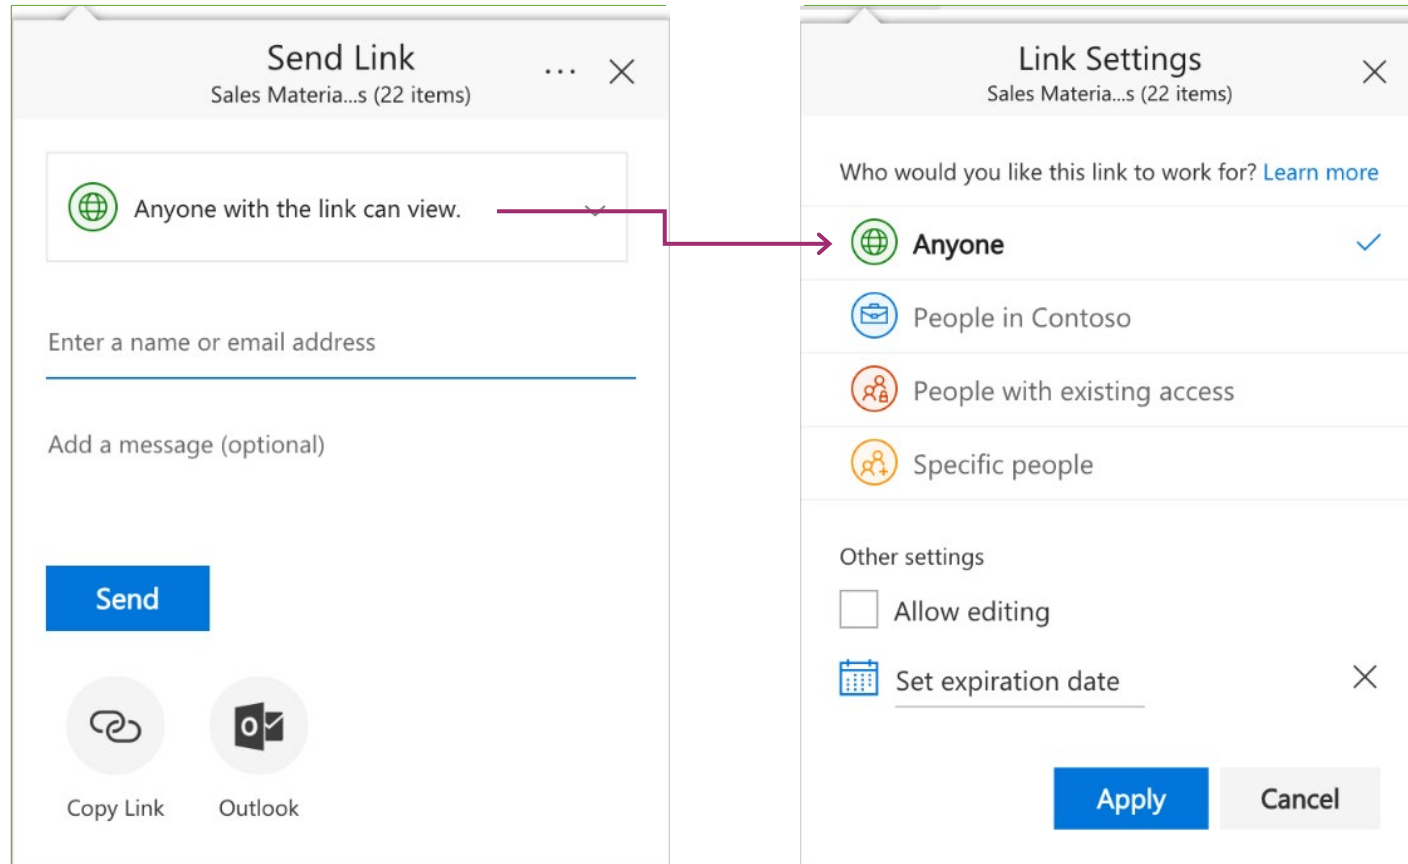 Send Link
...
Sales Materia...s (22 items)
Anyone with the link can view.
Enter a name or email address
Add a message (optional)
Send
Copy Link
Outlook
Link Settings
Sales Materia...s (22 items)
Who would you like this link to work for? Learn more
Anyone
People in Contoso
People with existing access
Specific people
Other settings
Allow editing
Set expiration date
Apply
Cancel